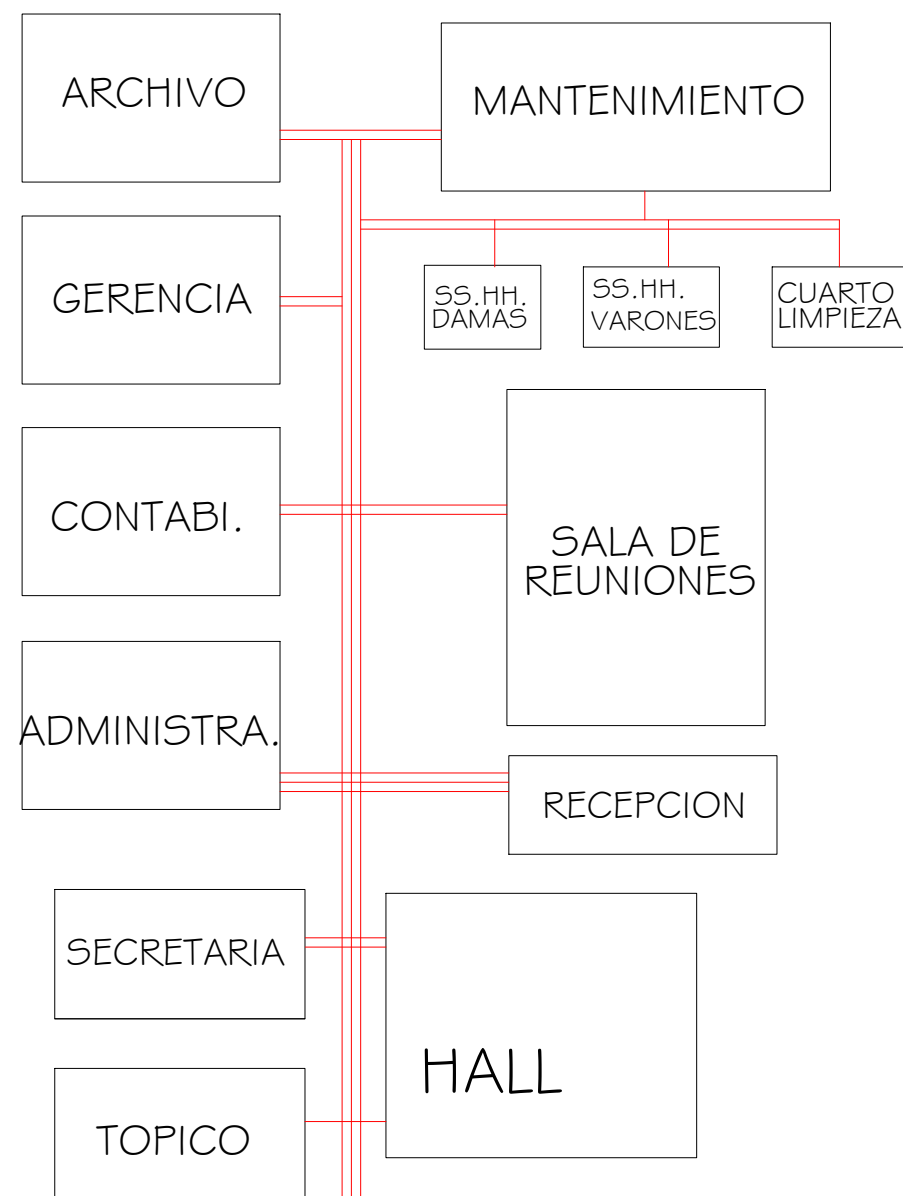 ARCHIVO
MANTENIMIENTO
GERENCIA
SS.HH.
DAMAS
SS.HH.
VARONES
CUARTO
LIMPIEZA
CONTABI.
SALA DE
REUNIONES
ADMINISTRA.
RECEPCION
SECRETARIA
HALL
TOPICO